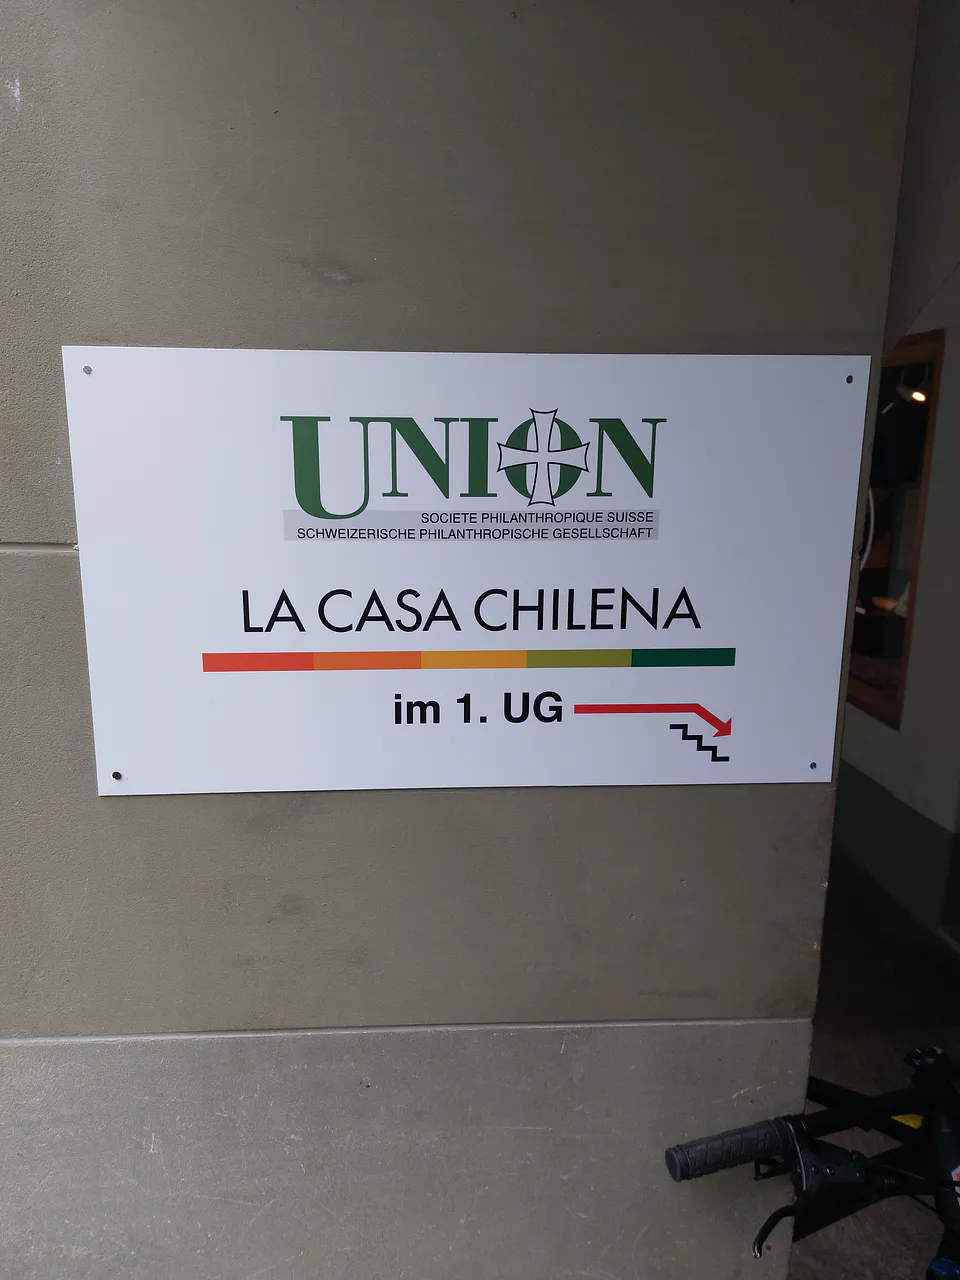 UNION
SOCIETE PHILANTHROPIQUE SUISSE
SCHWEIZERISCHE PHILANTHROPISCHE GESELLSCHAFT
LA CASA CHILENA
im 1. UG